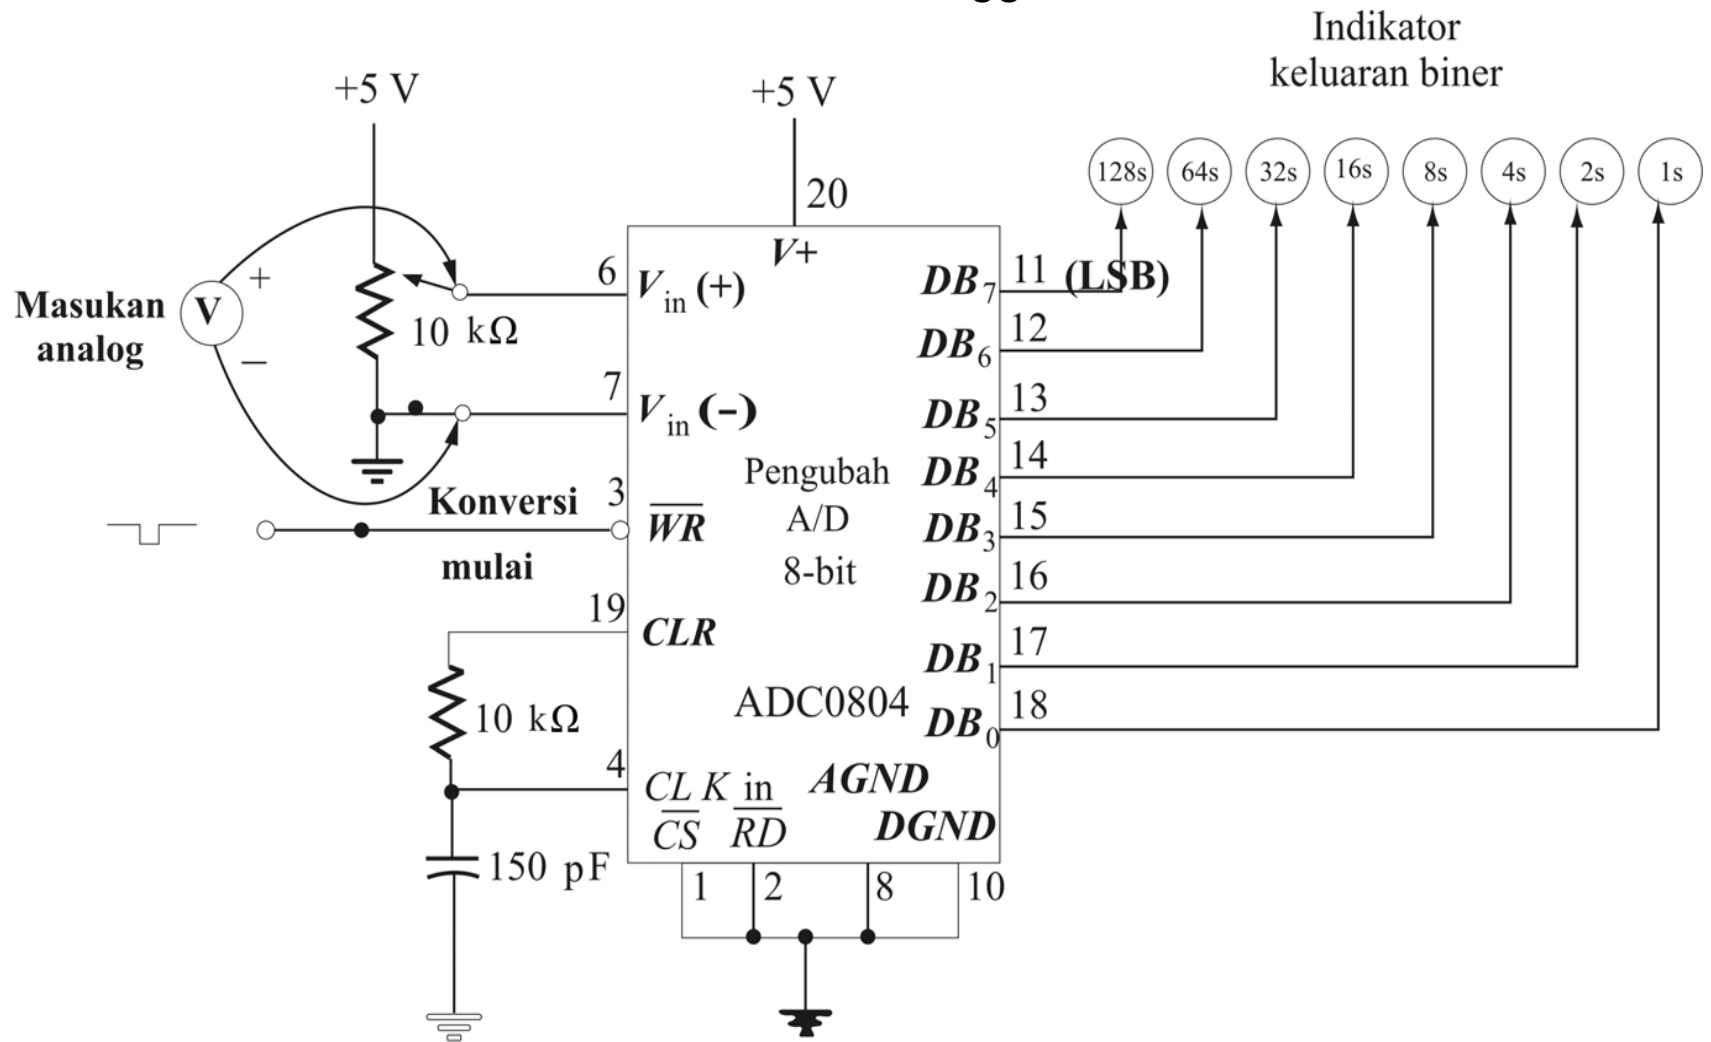 Indikator
keluaran biner
+5 V
+5 V
128s 64s 32s 16s 8s 4s 2s 1s
20
V+
Masukan
analog
V
+
–
10 kΩ
6
Vin (+)
7
Vin (–)
Konversi
mulai
3
WR
19
CLR
10 kΩ
4
CLK in
CS RD
150 pF
Pengubah
A/D
8-bit
ADC0804
AGND
DGND
DB7 11 (LSB)
DB6 12
DB5 13
DB4 14
DB3 15
DB2 16
DB1 17
DB0 18
1 2 8 10